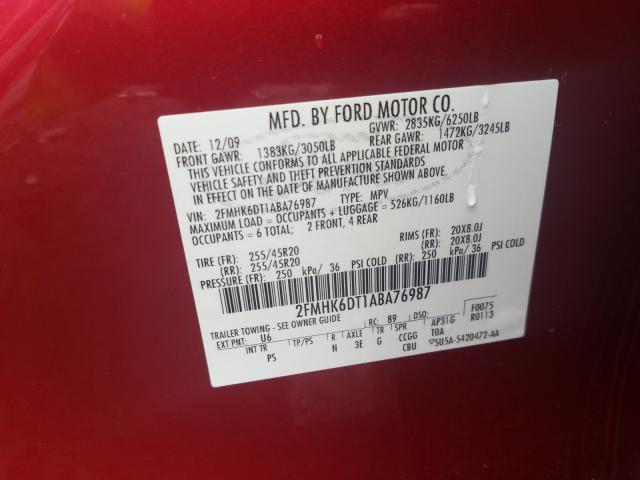 MFD. BY FORD MOTOR CO.
DATE: 12/09 GVWR: 2835KG/6250LB
FRONT GAWR: 1383KG/3050LB REAR GAWR: 1472KG/3245LB
THIS VEHICLE CONFORMS TO ALL APPLICABLE FEDERAL MOTOR
VEHICLE SAFETY AND THEFT PREVENTION STANDARDS
IN EFFECT ON THE DATE OF MANUFACTURE SHOWN ABOVE.
VIN: 2FMHK6DT1ABA76987 TYPE: MPV
MAXIMUM LOAD = OCCUPANTS + LUGGAGE = 526KG/1160LB
OCCUPANTS = 6 TOTAL; 2 FRONT, 4 REAR
TIRE (FR): 255/45R20 RIMS (FR): 20X8.0J
(RR): 255/45R20 (RR): 20X8.0J
PRESSURE (FR): 250 kPa/ 36 PSI COLD (RR): 250 kPa/ 36 PSI COLD
2FMHK6DT1ABA76987
TRAILER TOWING - SEE OWNER GUIDE
EXT PNT: U6 RC: 89 DSO: AP31G F0075
INT TR TP/PS R AXLE TR SPR TOA R0113
PS N 3E G CCGG
CBU 5U5A-5420472-AA